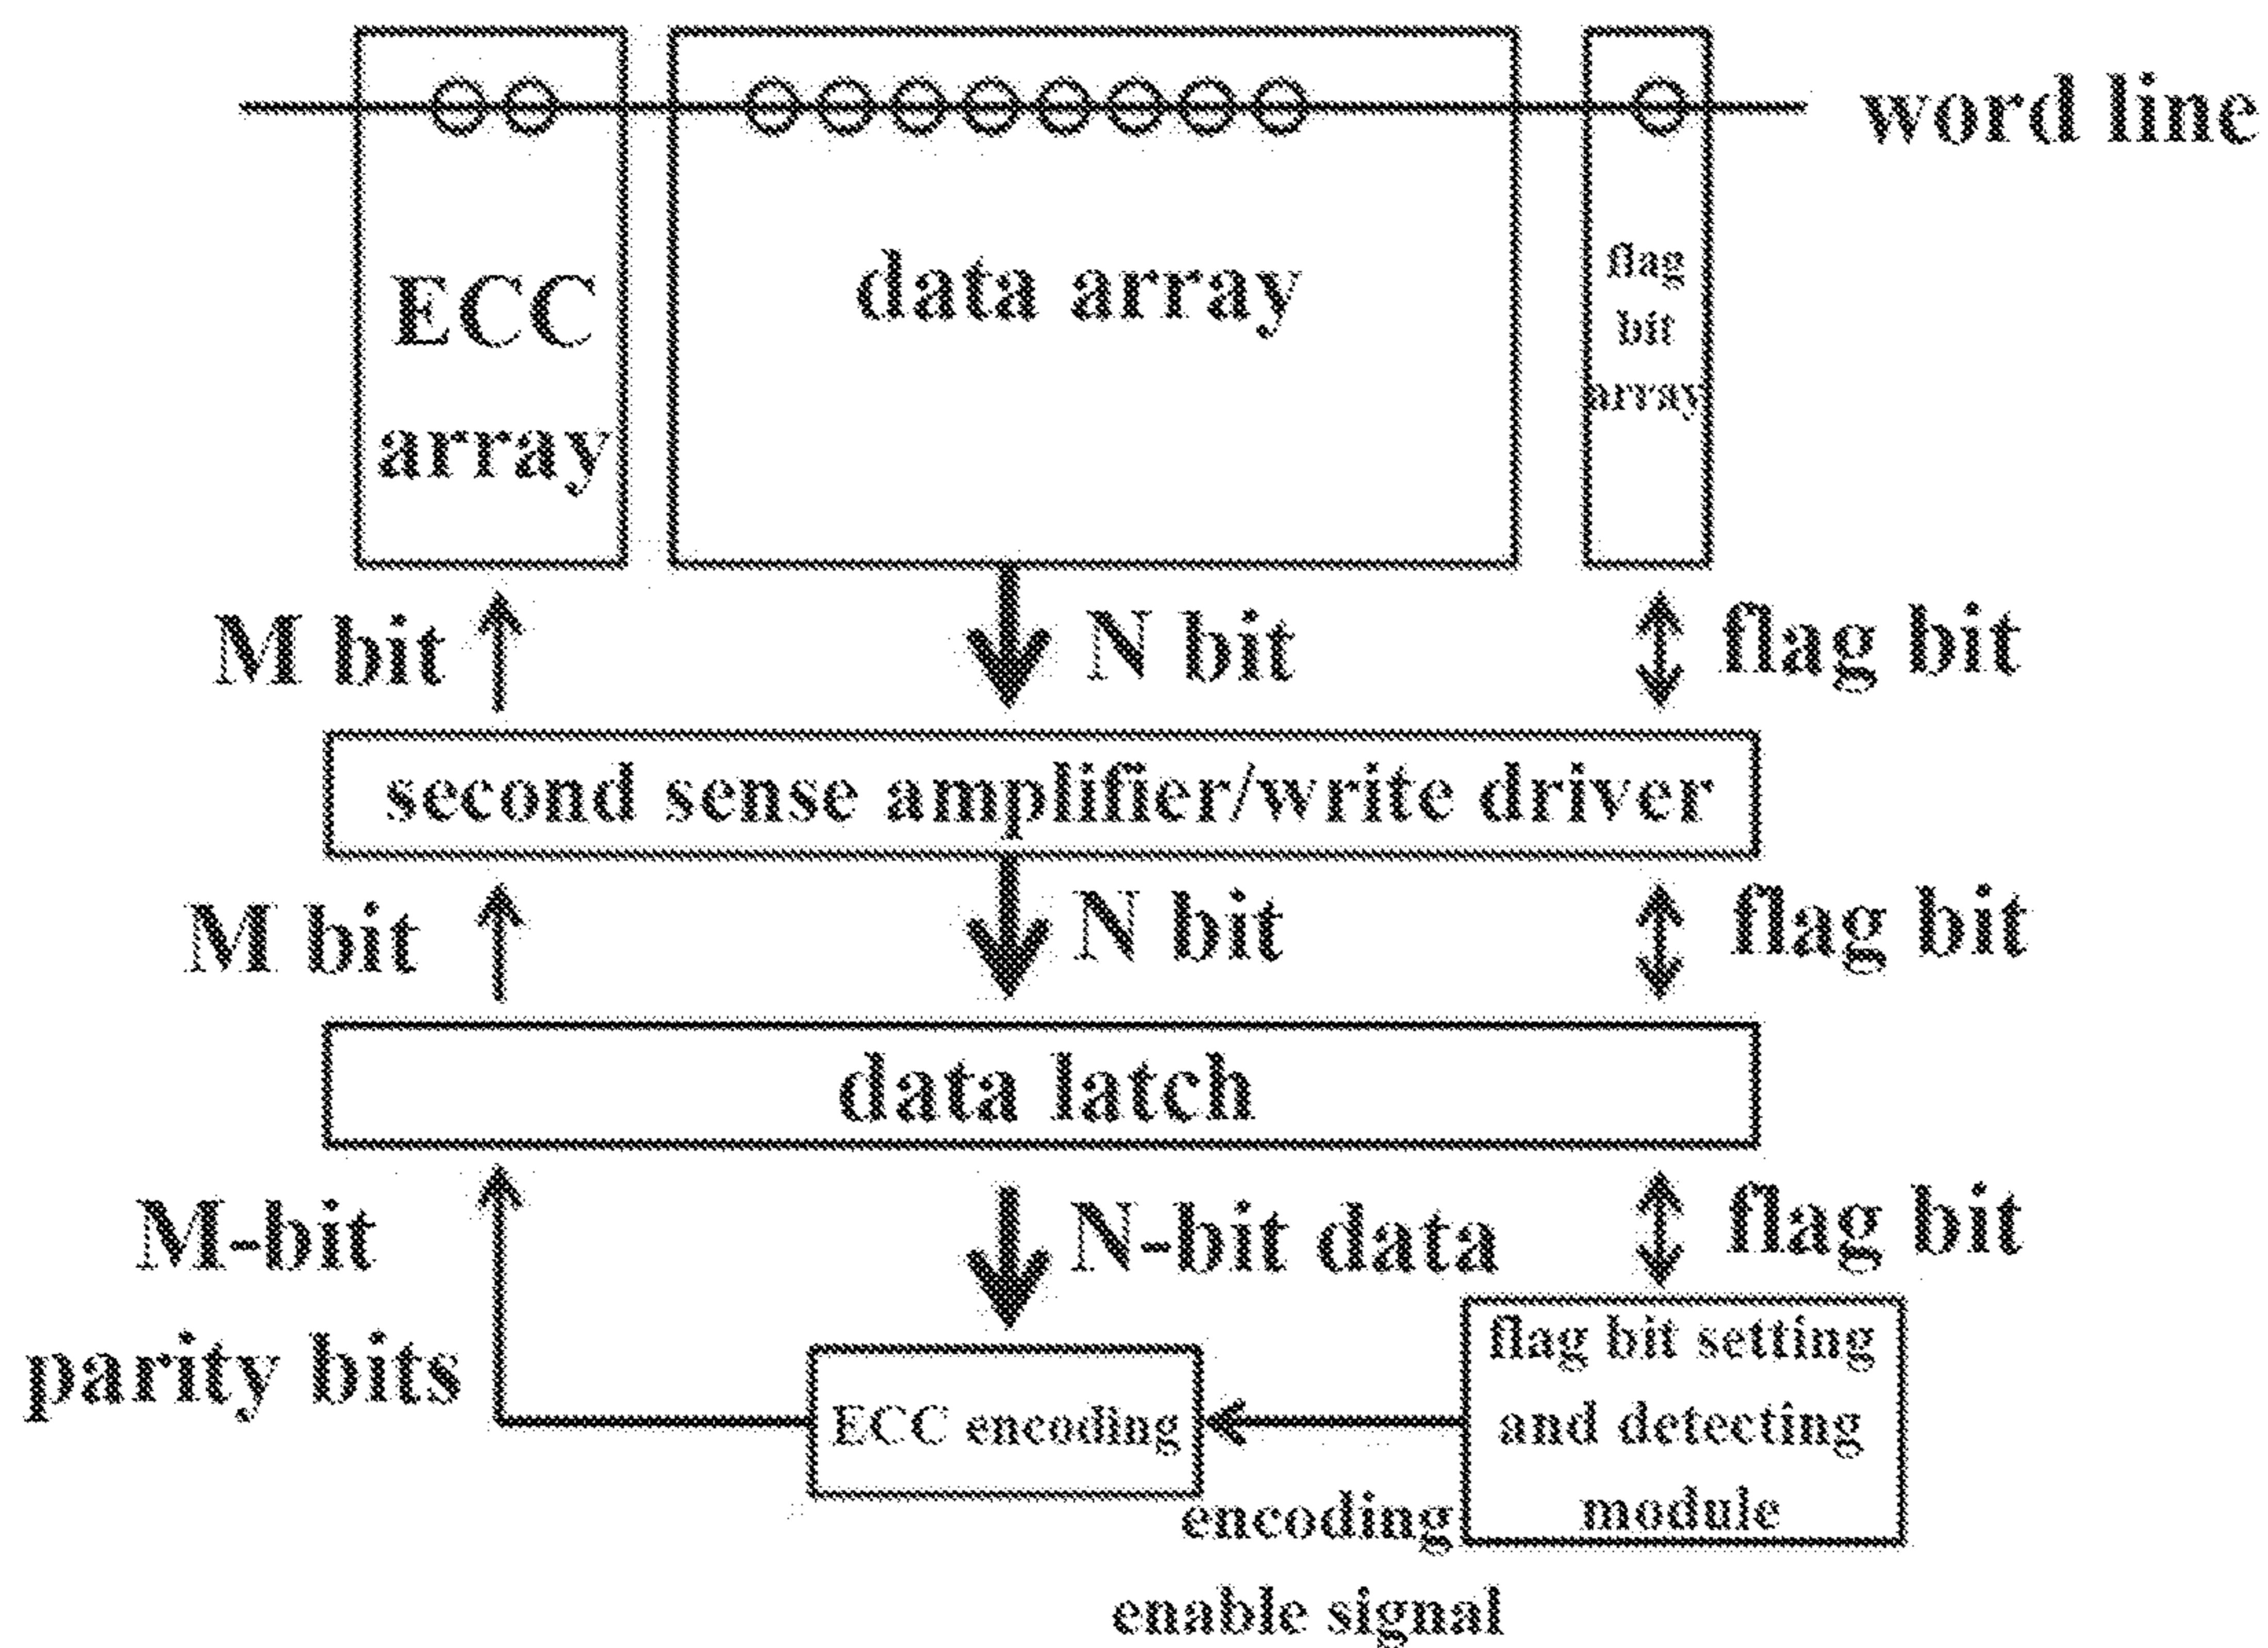 word line
ECC
array
data array
flag
bit
array
M bit
N bit
flag bit
second sense amplifier/write driver
M bit
N bit
flag bit
data latch
M-bit
parity bits
N-bit data
flag bit
ECC encoding
flag bit setting
and detecting
module
encoding
enable signal